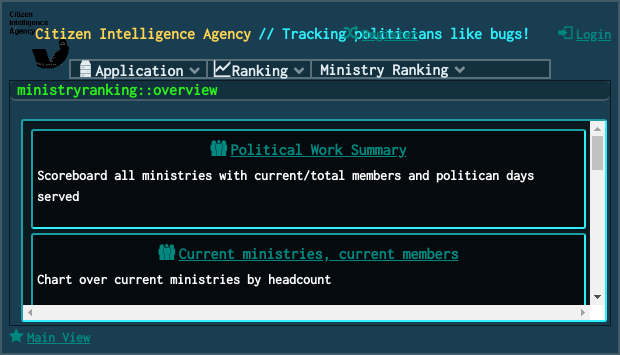 Citizen
Intelligence
Agency
Citizen Intelligence Agency // Tracking politicians like bugs!
Register
Login
Application
Ranking
Ministry Ranking
ministryranking::overview
Political Work Summary
Scoreboard all ministries with current/total members and politican days
served
Current ministries, current members
Chart over current ministries by headcount
Main View